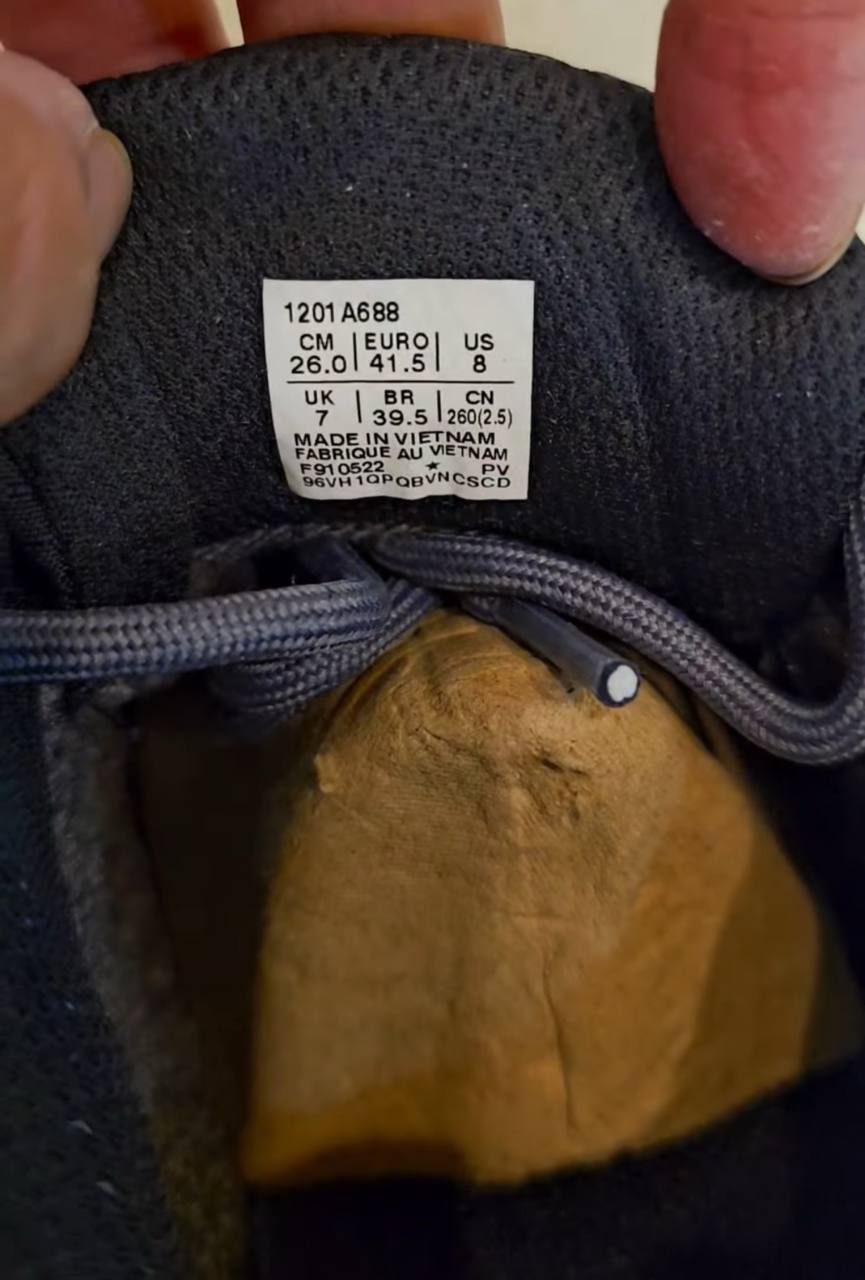 1201A688
CM | EURO | US
26.0 | 41.5 | 8
UK | BR | CN
7 | 39.5 | 260(2.5)
MADE IN VIETNAM
FABRIQUE AU VIETNAM
F910522 ★ PV
96VH1QPQBVNCSCD